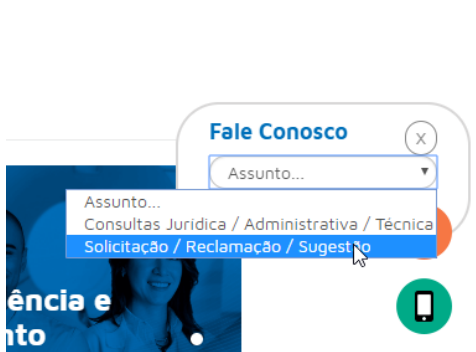 Fale Conosco
X
Assunto...
Assunto...
Consultas Jurídica / Administrativa / Técnica
Solicitação / Reclamação / Sugestão
ência e
nto